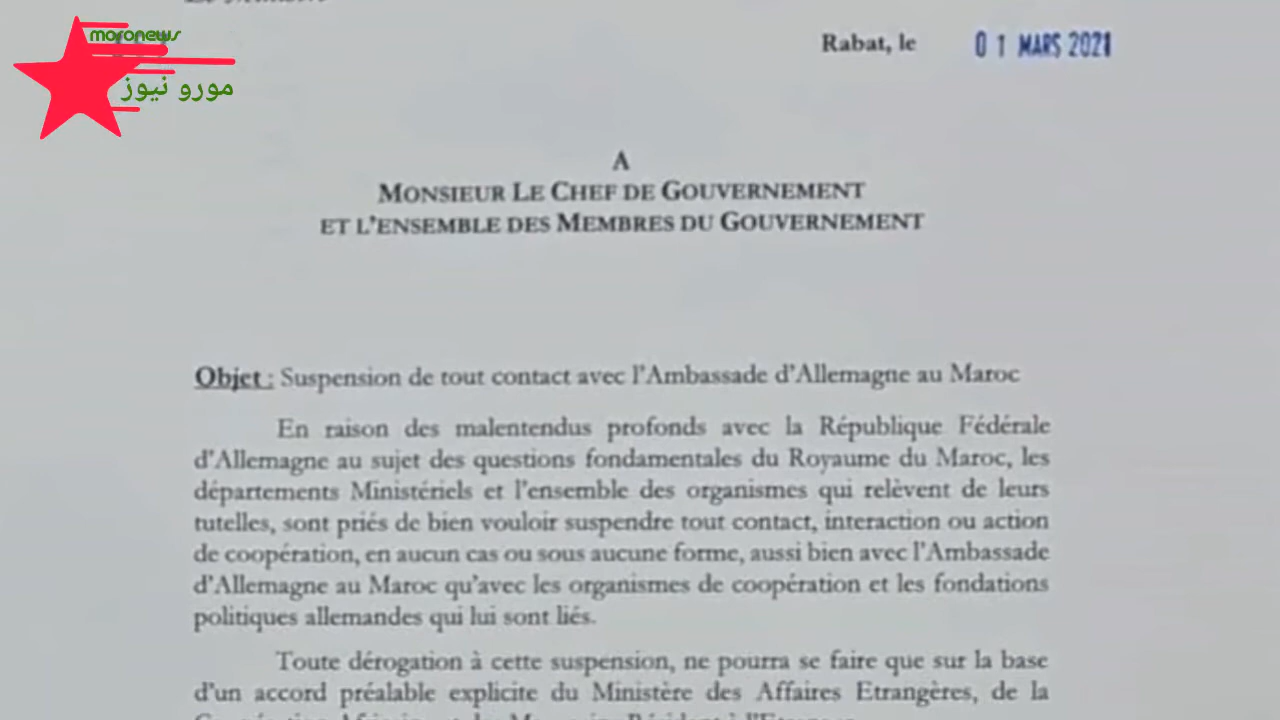 Le Ministre
moronews
مورو نيوز
Rabat, le 01 MARS 2021
A
MONSIEUR LE CHEF DE GOUVERNEMENT
ET L'ENSEMBLE DES MEMBRES DU GOUVERNEMENT
Objet : Suspension de tout contact avec l'Ambassade d'Allemagne au Maroc
En raison des malentendus profonds avec la République Fédérale
d'Allemagne au sujet des questions fondamentales du Royaume du Maroc, les
départements Ministériels et l'ensemble des organismes qui relèvent de leurs
tutelles, sont priés de bien vouloir suspendre tout contact, interaction ou action
de coopération, en aucun cas ou sous aucune forme, aussi bien avec l'Ambassade
d'Allemagne au Maroc qu'avec les organismes de coopération et les fondations
politiques allemandes qui lui sont liés.
Toute dérogation à cette suspension, ne pourra se faire que sur la base
d'un accord préalable explicite du Ministère des Affaires Etrangères, de la